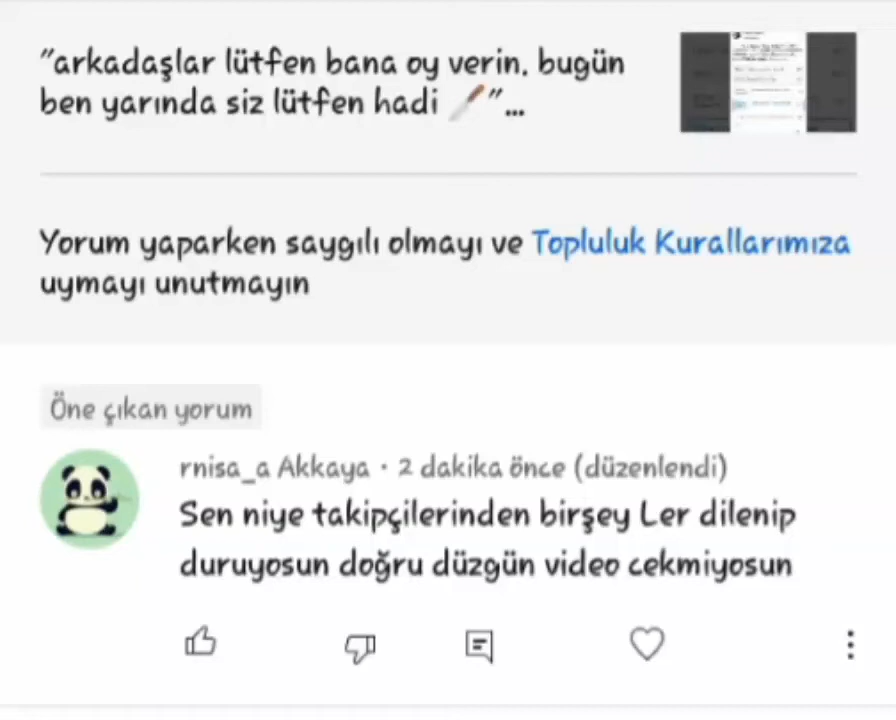 "arkadaşlar lütfen bana oy verin. bugün
ben yarında siz lütfen hadi 🔪"...
Yorum yaparken saygılı olmayı ve Topluluk Kurallarımıza
uymayı unutmayın
Öne çıkan yorum
rnisa_a Akkaya · 2 dakika önce (düzenlendi)
Sen niye takipçilerinden birşey Ler dilenip
duruyosun doğru düzgün video cekmiyosun